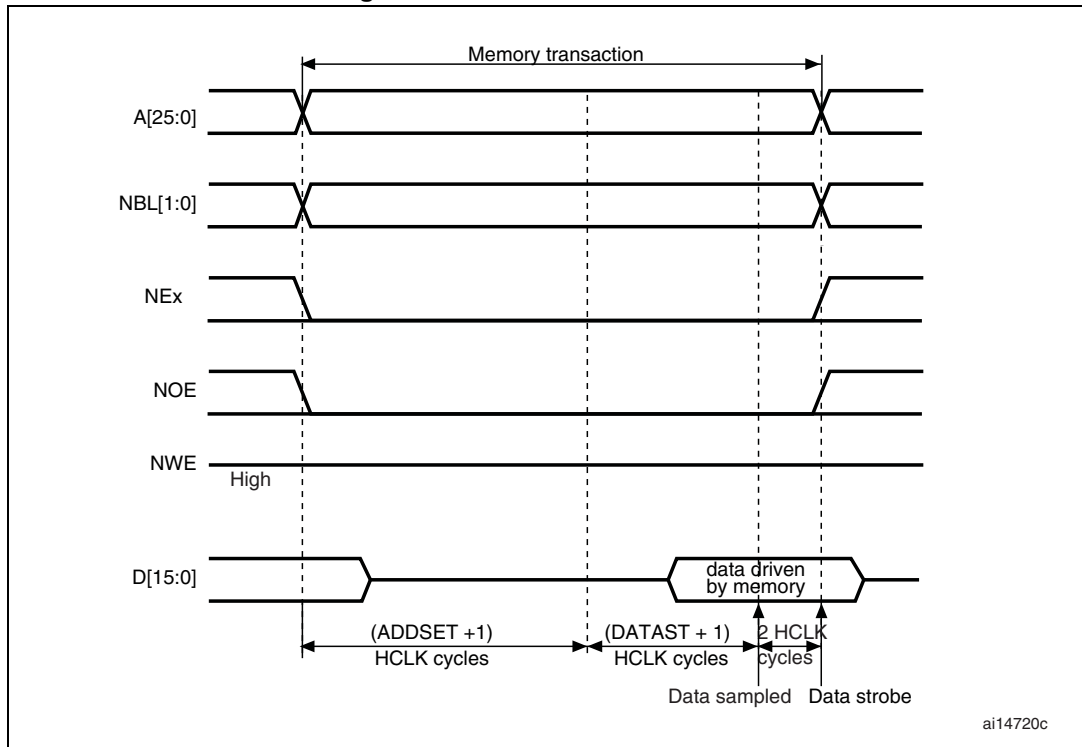 Memory transaction
A[25:0]
NBL[1:0]
NEx
NOE
NWE
High
D[15:0]
data driven
by memory
(ADDSET +1)
HCLK cycles
(DATAST + 1)
HCLK cycles
2 HCLK
cycles
Data sampled
Data strobe
ai14720c